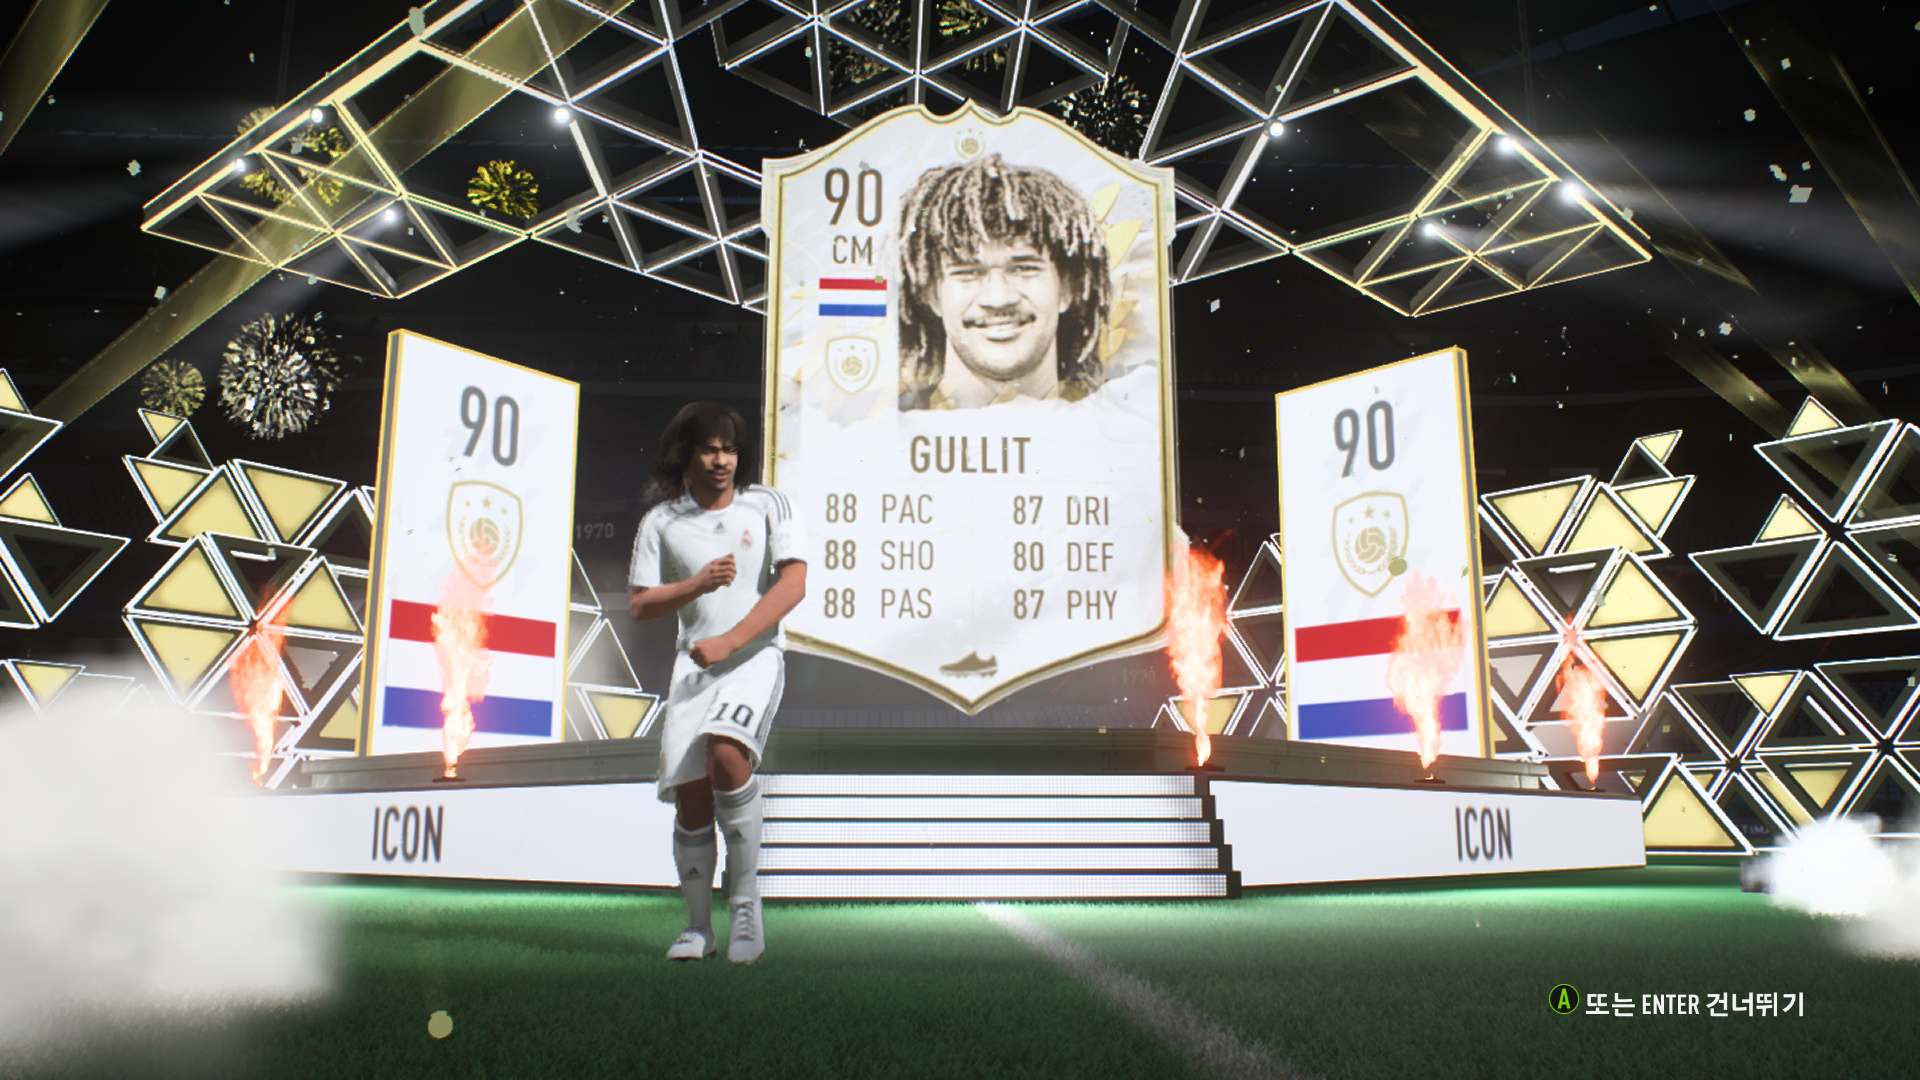 90
CM
GULLIT
88 PAC 87 DRI
88 SHO 80 DEF
88 PAS 87 PHY
90
90
1970
10
ICON
ICON
A 또는 ENTER 건너뛰기